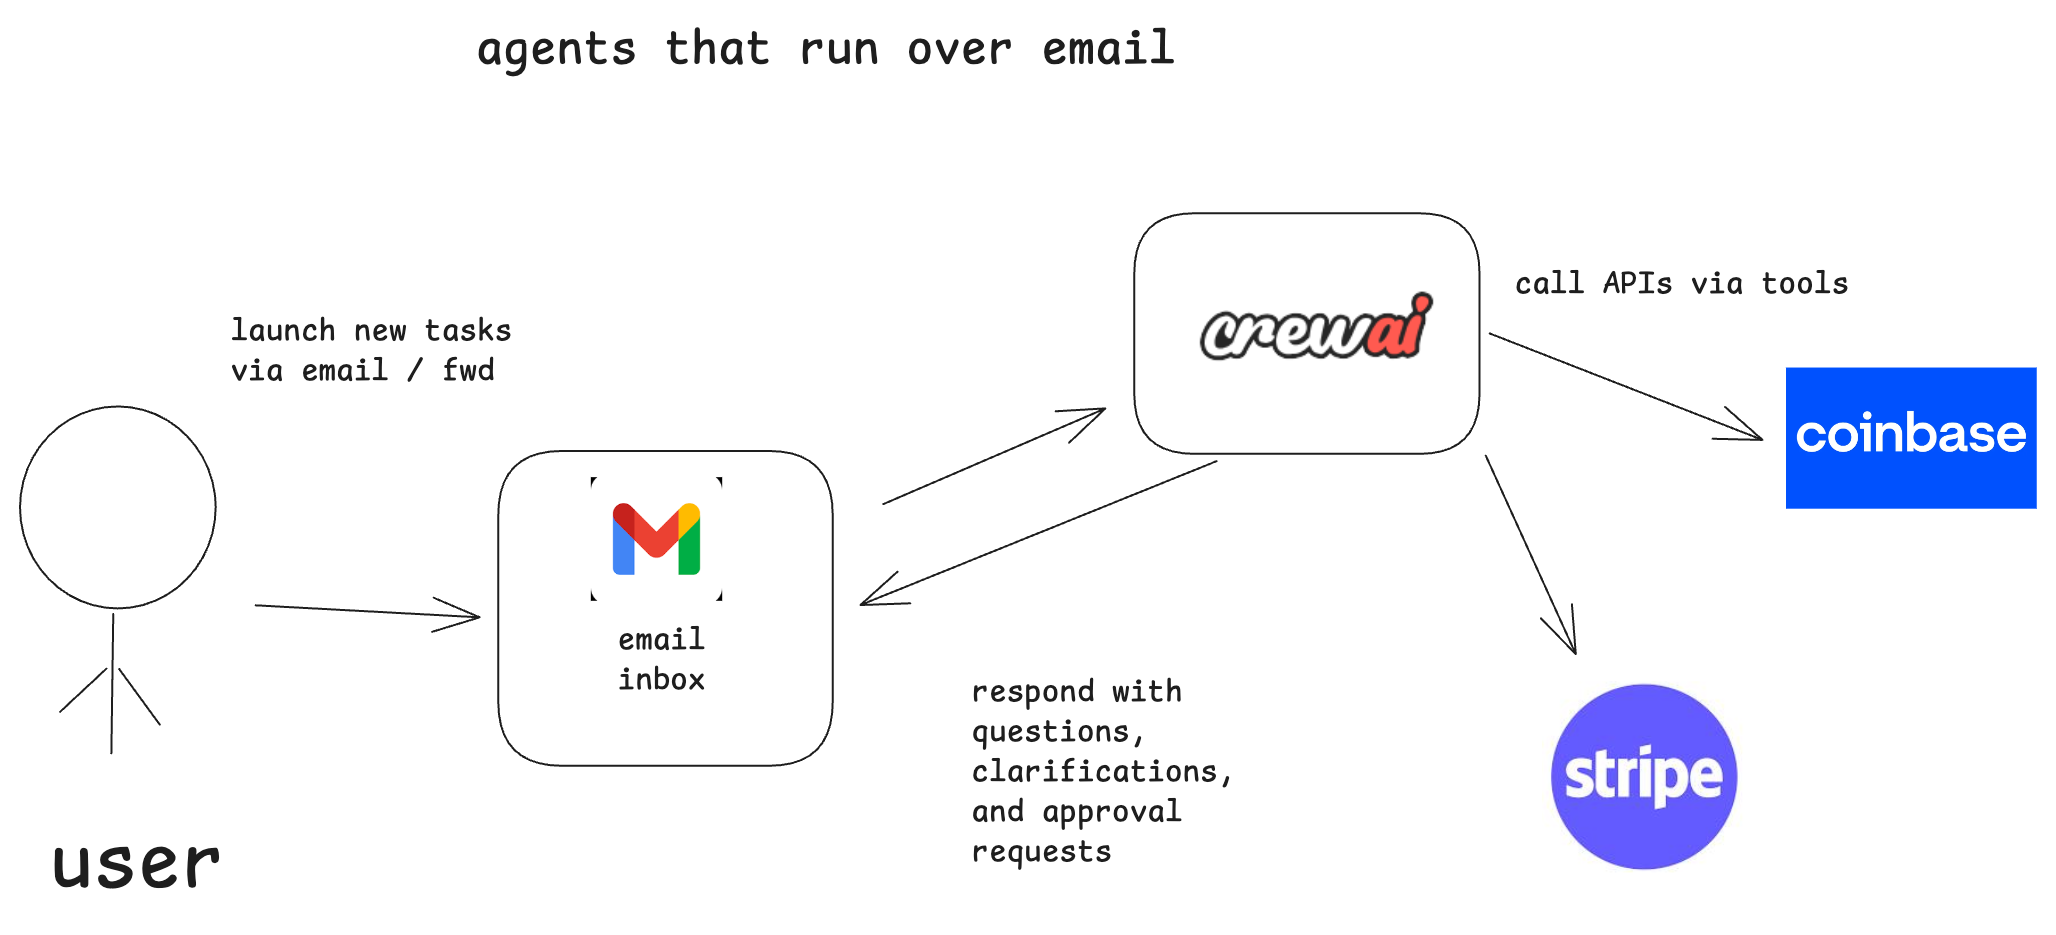 agents that run over email
launch new tasks
via email / fwd
crewai
call APIs via tools
coinbase
email
inbox
respond with
questions,
clarifications,
and approval
requests
stripe
user